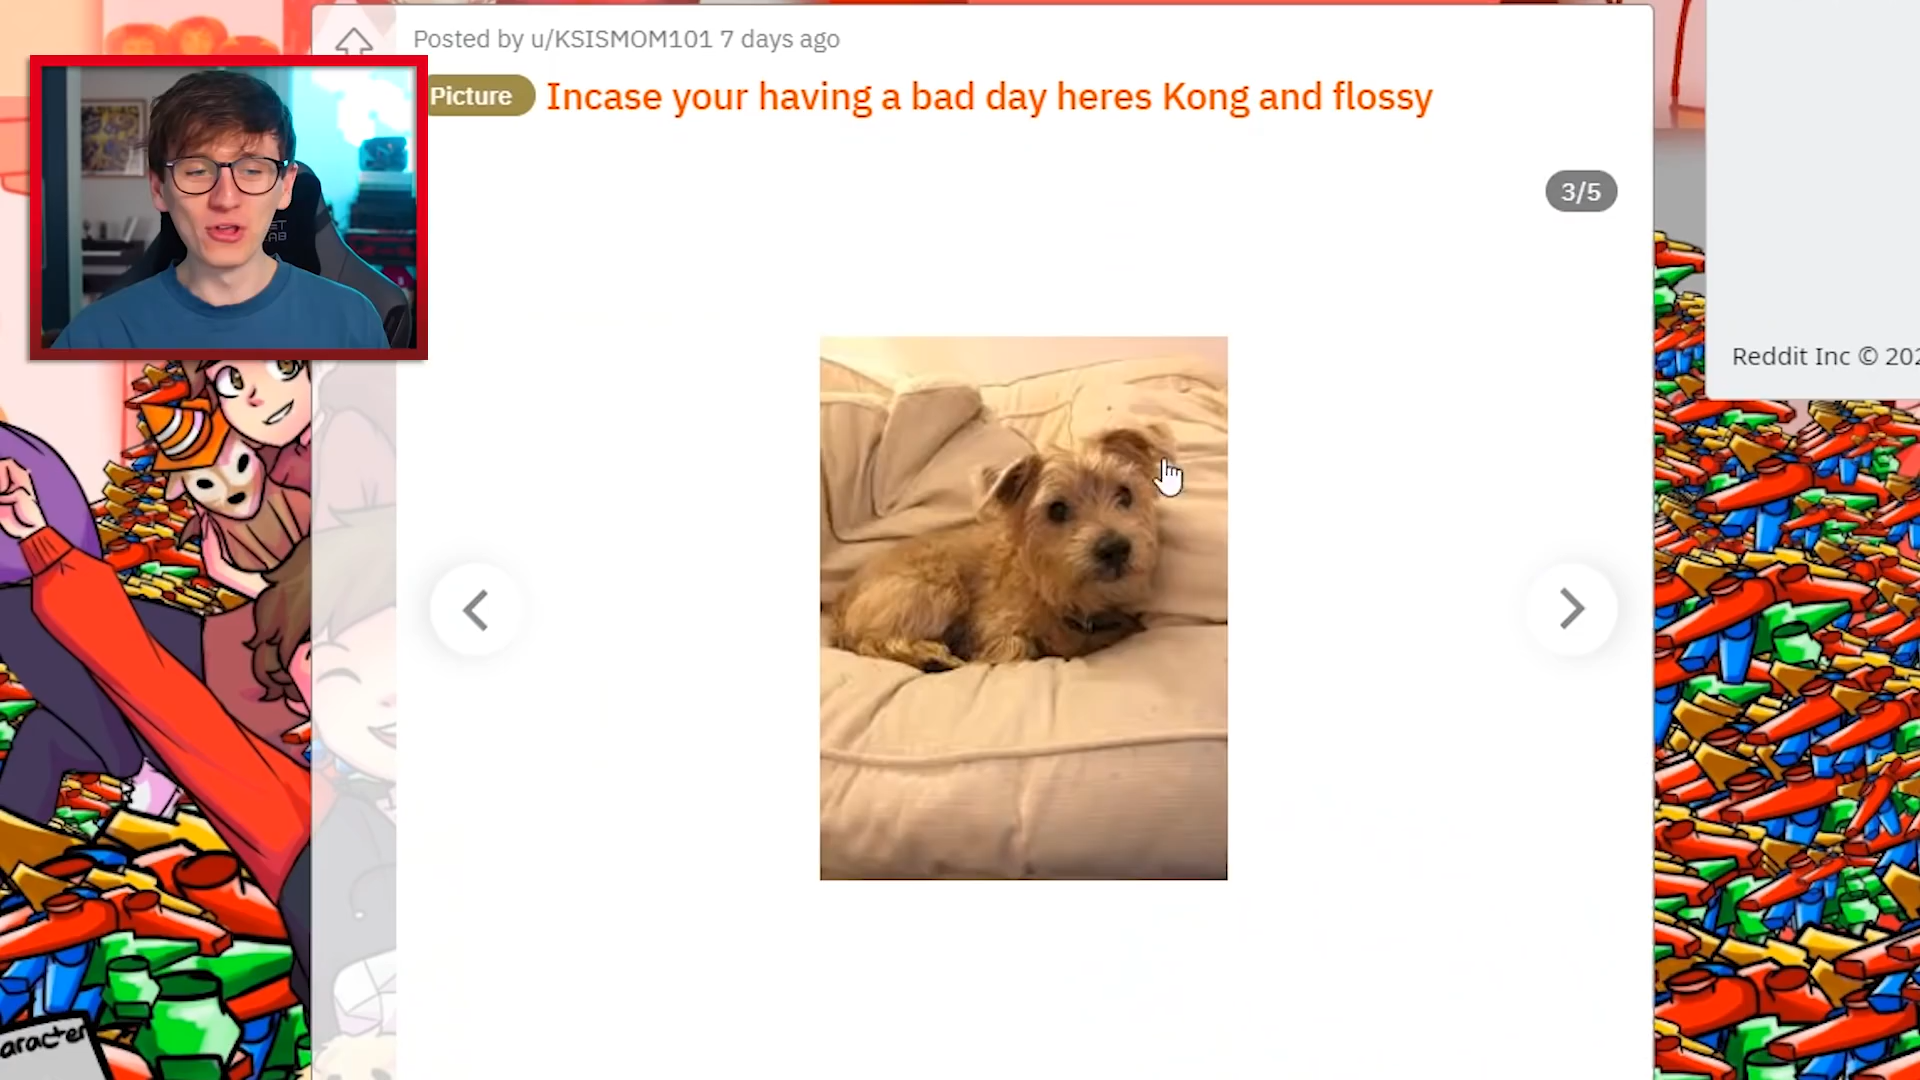 Posted by u/KSISMOM101 7 days ago
Picture Incase your having a bad day heres Kong and flossy
3/5
Reddit Inc © 202
aracter